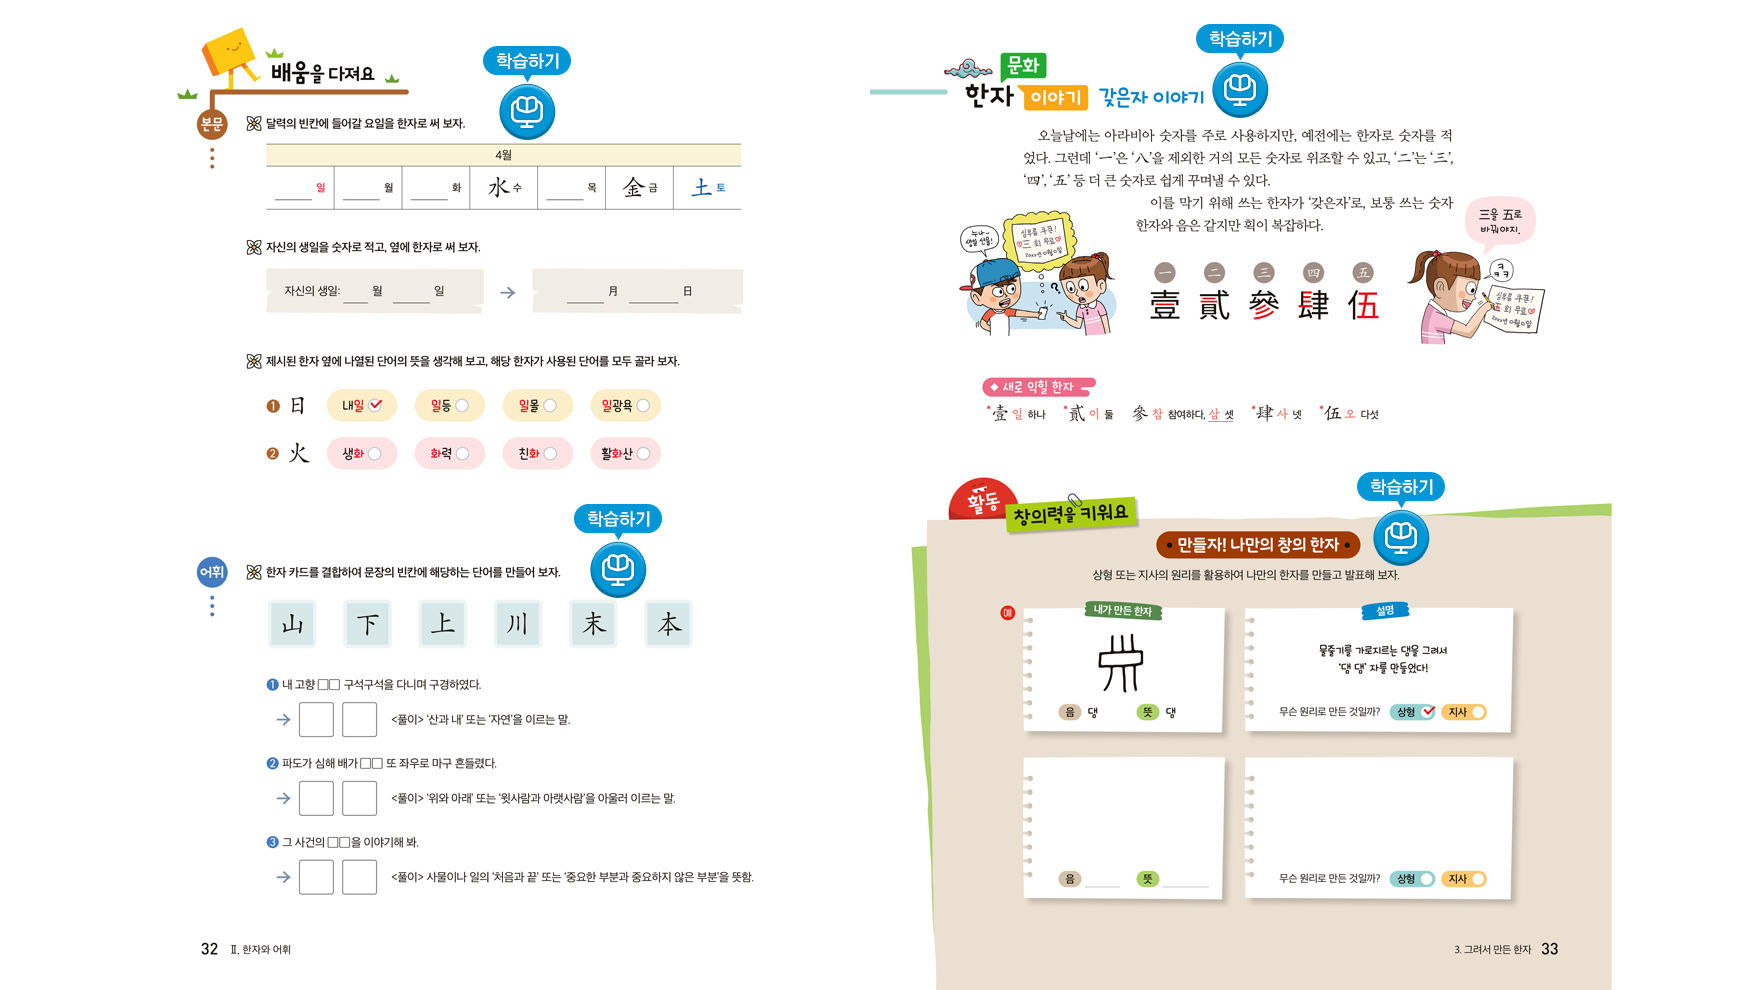 배움을 다져요
학습하기
본문
달력의 빈칸에 들어갈 요일을 한자로 써 보자.
4월
일 월 화 水 수 목 金 금 土 토
자신의 생일을 숫자로 적고, 옆에 한자로 써 보자.
자신의 생일: 월 일 → 月 日
제시된 한자 옆에 나열된 단어의 뜻을 생각해 보고, 해당 한자가 사용된 단어를 모두 골라 보자.
1 日 내일 일등 일몰 일광욕
2 火 생화 화력 친화 활화산
학습하기
어휘
한자 카드를 결합하여 문장의 빈칸에 해당하는 단어를 만들어 보자.
山 下 上 川 末 本
1 내 고향 □□ 구석구석을 다니며 구경하였다.
→ <풀이> ‘산과 내’ 또는 ‘자연’을 이르는 말.
2 파도가 심해 배가 □□ 또 좌우로 마구 흔들렸다.
→ <풀이> ‘위와 아래’ 또는 ‘윗사람과 아랫사람’을 아울러 이르는 말.
3 그 사건의 □□을 이야기해 봐.
→ <풀이> 사물이나 일의 ‘처음과 끝’ 또는 ‘중요한 부분과 중요하지 않은 부분’을 뜻함.
32 Ⅱ. 한자와 어휘
학습하기
문화
한자 이야기 갖은자 이야기
오늘날에는 아라비아 숫자를 주로 사용하지만, 예전에는 한자로 숫자를 적
었다. 그런데 ‘一’은 ‘八’을 제외한 거의 모든 숫자로 위조할 수 있고, ‘二’는 ‘三’,
‘四’, ‘五’ 등 더 큰 숫자로 쉽게 꾸며낼 수 있다.
이를 막기 위해 쓰는 한자가 ‘갖은자’로, 보통 쓰는 숫자
한자와 음은 같지만 획이 복잡하다.
누나~
생일 선물!
심부름 쿠폰!
三 회 무료
20XX년 0월 0일
?
三을 五로
바꿔야지.
ㅋ
ㅋㅋ
심부름 쿠폰!
五 회 무료
20XX년 0월 0일
一 二 三 四 五
壹 貳 參 肆 伍
새로 익힐 한자
*壹 일 하나 *貳 이 둘 參 참 참여하다, 삼 셋 *肆 사 넷 *伍 오 다섯
활동
창의력을 키워요
학습하기
만들자! 나만의 창의 한자
상형 또는 지사의 원리를 활용하여 나만의 한자를 만들고 발표해 보자.
예
내가 만든 한자
음 댐 뜻 댐
설명
물줄기를 가로지르는 댐을 그려서
‘댐 댐’ 자를 만들었다!
무슨 원리로 만든 것일까? 상형 지사
음 뜻
무슨 원리로 만든 것일까? 상형 지사
3. 그려서 만든 한자 33